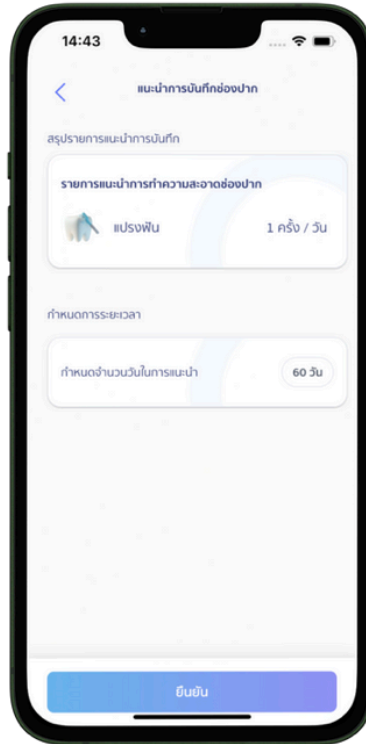 14:43
แนะนำการบันทึกช่องปาก
สรุปรายการแนะนำการบันทึก
รายการแนะนำการทำความสะอาดช่องปาก
แปรงฟัน 1 ครั้ง / วัน
กำหนดการระยะเวลา
กำหนดจำนวนวันในการแนะนำ 60 วัน
ยืนยัน